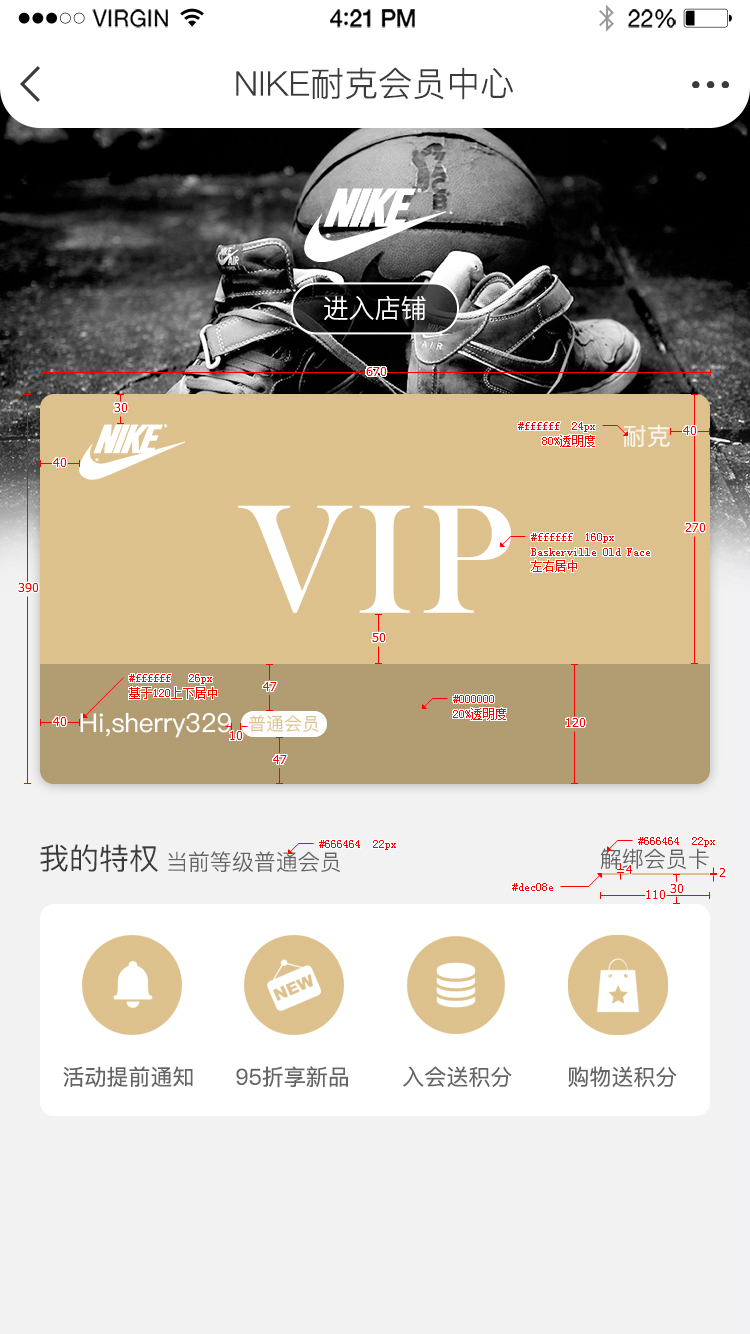 VIRGIN 4:21 PM 22%
NIKE耐克会员中心
NIKE
进入店铺
NIKE AIR
AIR
670
30
NIKE
#ffffff 24px
80%透明度
耐克
40
40
270
VIP
#ffffff 160px
Baskerville Old Face
左右居中
390
50
#ffffff 26px
基于120上下居中
47
#000000
20%透明度
40
Hi,sherry329
10
普通会员
120
47
我的特权 当前等级普通会员
#666464 22px
#666464 22px
解绑会员卡
4
2
#dec08e
30
110
NEW
活动提前通知 95折享新品 入会送积分 购物送积分